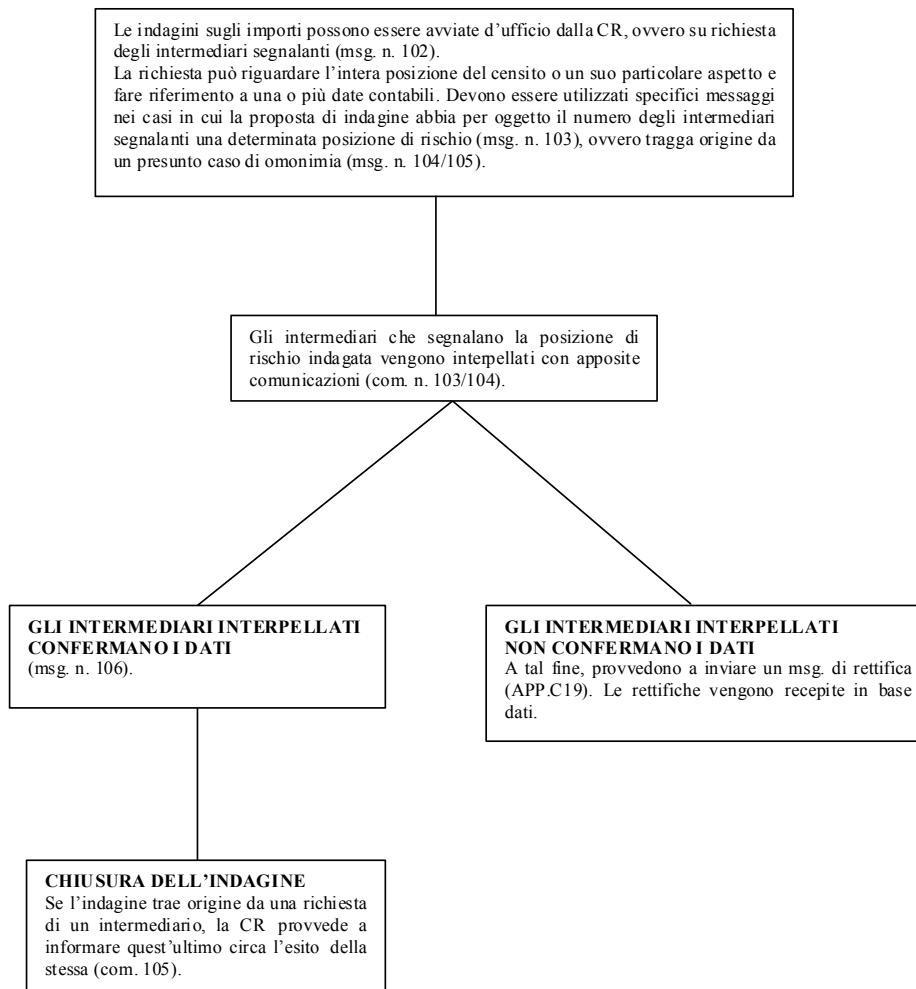 Le indagini sugli importi possono essere avviate d’ufficio dalla CR, ovvero su richiesta
degli intermediari segnalanti (msg. n. 102).
La richiesta può riguardare l’intera posizione del censito o un suo particolare aspetto e
fare riferimento a una o più date contabili. Devono essere utilizzati specifici messaggi
nei casi in cui la proposta di indagine abbia per oggetto il numero degli intermediari
segnalanti una determinata posizione di rischio (msg. n. 103), ovvero tragga origine da
un presunto caso di omonimia (msg. n. 104/105).
Gli intermediari che segnalano la posizione di
rischio indagata vengono interpellati con apposite
comunicazioni (com. n. 103/104).
GLI INTERMEDIARI INTERPELLATI
CONFERMANO I DATI
(msg. n. 106).
GLI INTERMEDIARI INTERPELLATI
NON CONFERMANO I DATI
A tal fine, provvedono a inviare un msg. di rettifica
(APP.C19). Le rettifiche vengono recepite in base
dati.
CHIUSURA DELL’INDAGINE
Se l’indagine trae origine da una richiesta
di un intermediario, la CR provvede a
informare quest’ultimo circa l’esito della
stessa (com. 105).